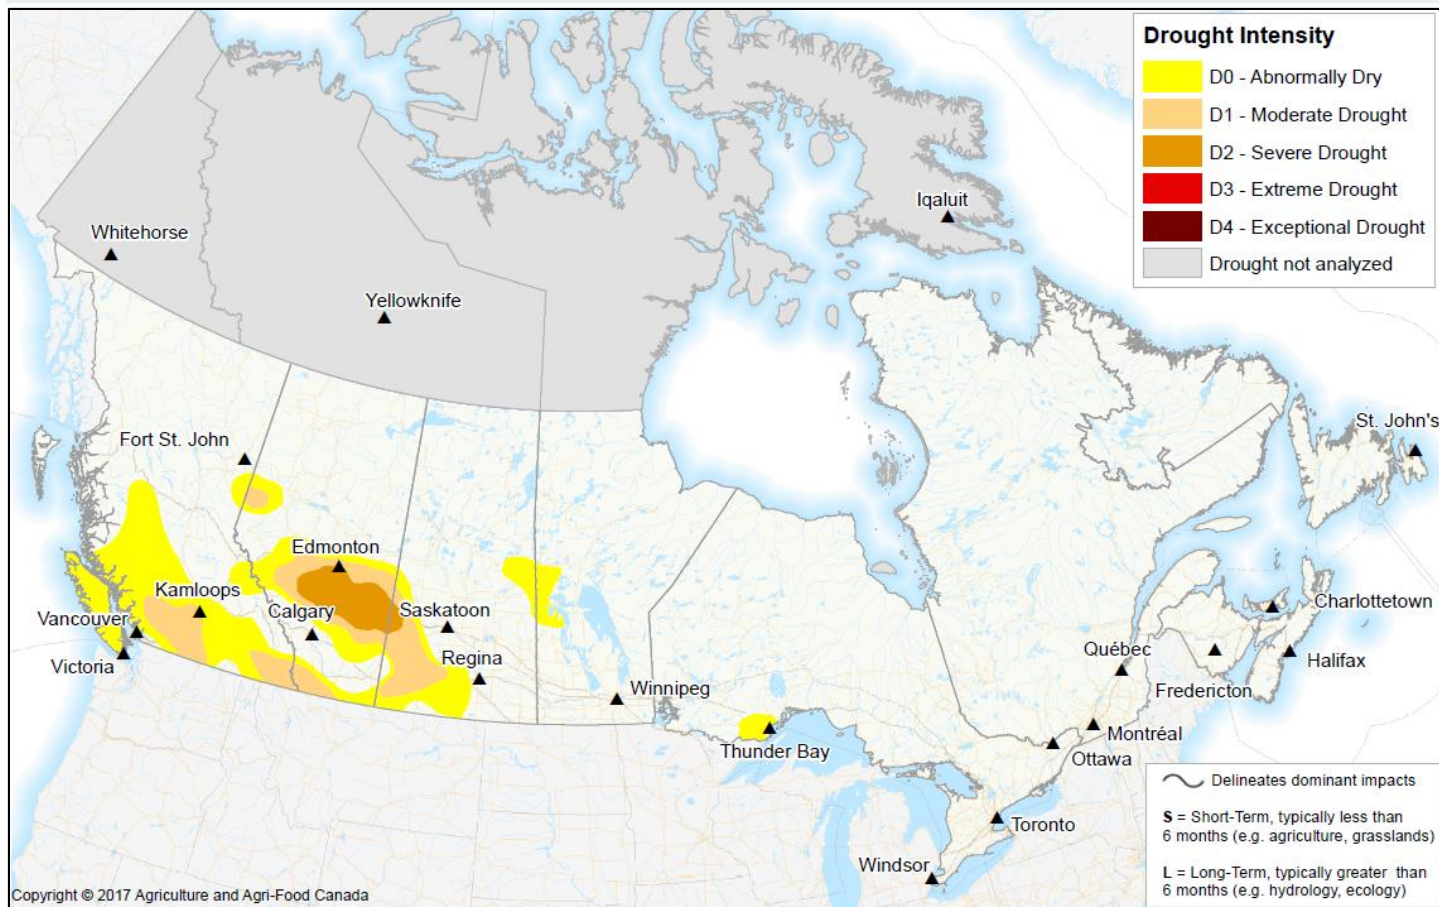 Drought Intensity
D0 - Abnormally Dry
D1 - Moderate Drought
D2 - Severe Drought
D3 - Extreme Drought
D4 - Exceptional Drought
Drought not analyzed
Iqaluit
Whitehorse
Yellowknife
Fort St. John
St. John's
Edmonton
Kamloops
Calgary
Saskatoon
Vancouver
Charlottetown
Victoria
Regina
Québec
Halifax
Winnipeg
Fredericton
Thunder Bay
Montréal
Ottawa
Toronto
Windsor
Delineates dominant impacts
S = Short-Term, typically less than
6 months (e.g. agriculture, grasslands)
L = Long-Term, typically greater than
6 months (e.g. hydrology, ecology)
Copyright © 2017 Agriculture and Agri-Food Canada